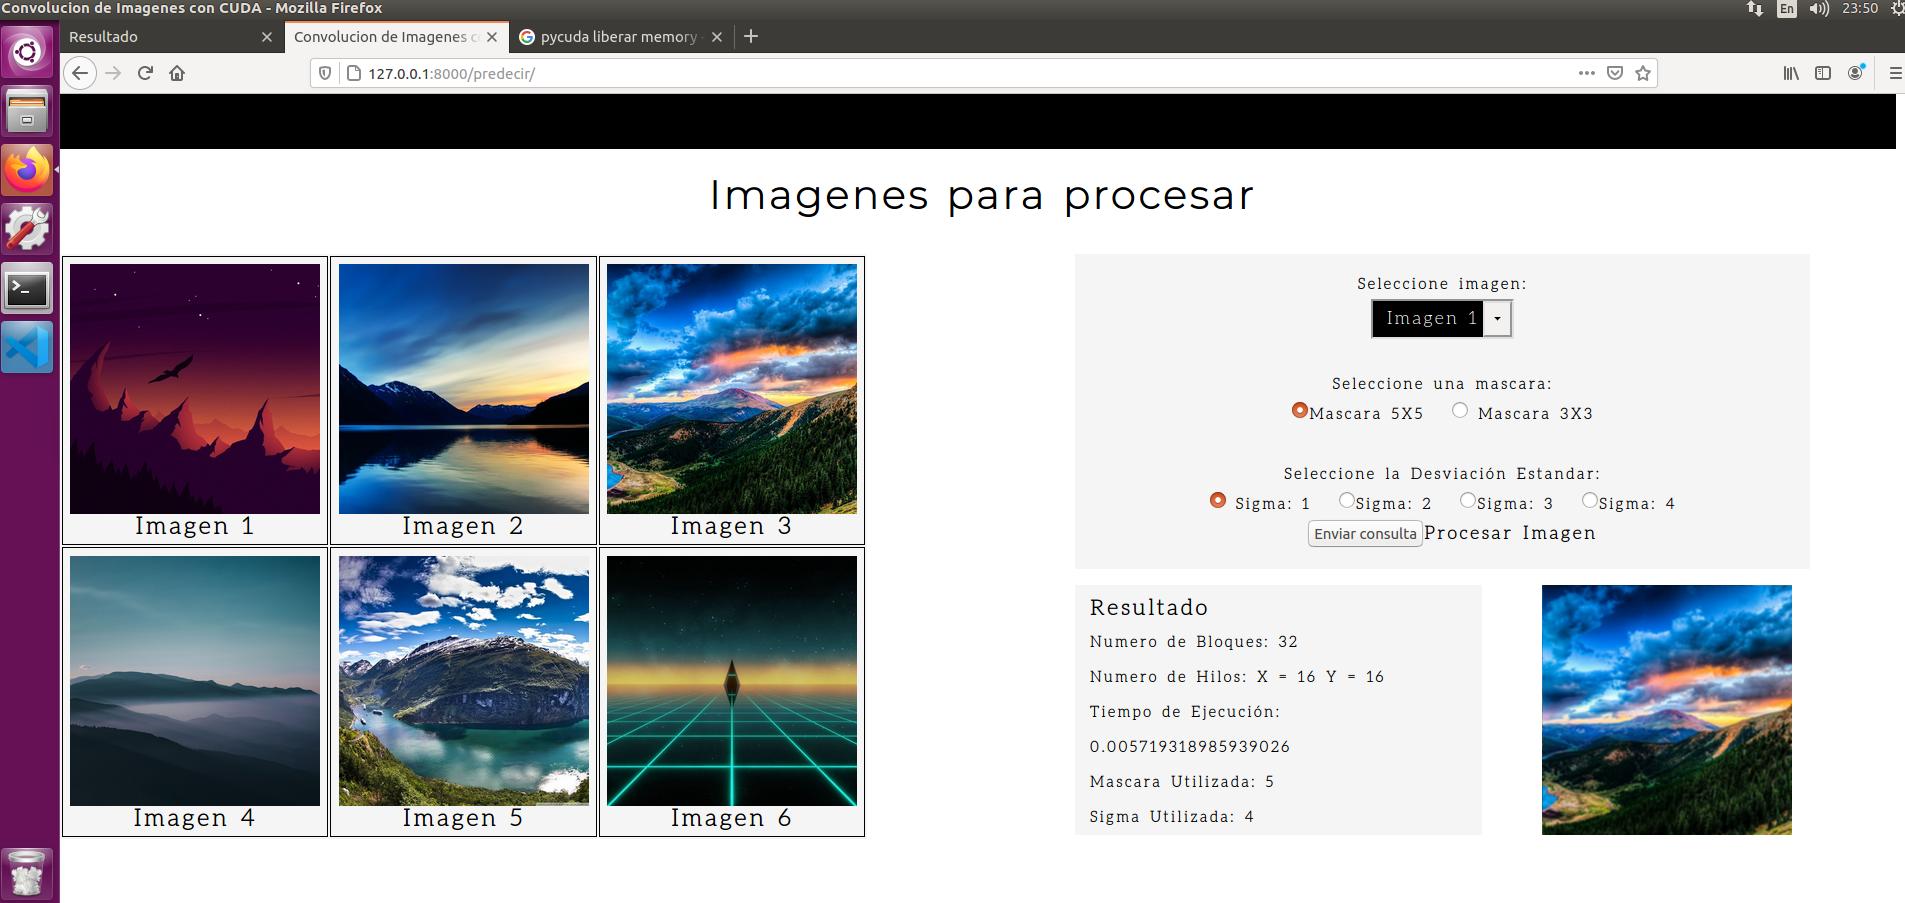 Convolucion de Imagenes con CUDA - Mozilla Firefox
En
23:50
Resultado
Convolucion de Imagenes c
pycuda liberar memory
127.0.0.1:8000/predecir/
Imagenes para procesar
Imagen 1
Imagen 2
Imagen 3
Imagen 4
Imagen 5
Imagen 6
Seleccione imagen:
Imagen 1
Seleccione una mascara:
Mascara 5X5 Mascara 3X3
Seleccione la Desviación Estandar:
Sigma: 1 Sigma: 2 Sigma: 3 Sigma: 4
Enviar consulta Procesar Imagen
Resultado
Numero de Bloques: 32
Numero de Hilos: X = 16 Y = 16
Tiempo de Ejecución:
0.005719318985939026
Mascara Utilizada: 5
Sigma Utilizada: 4